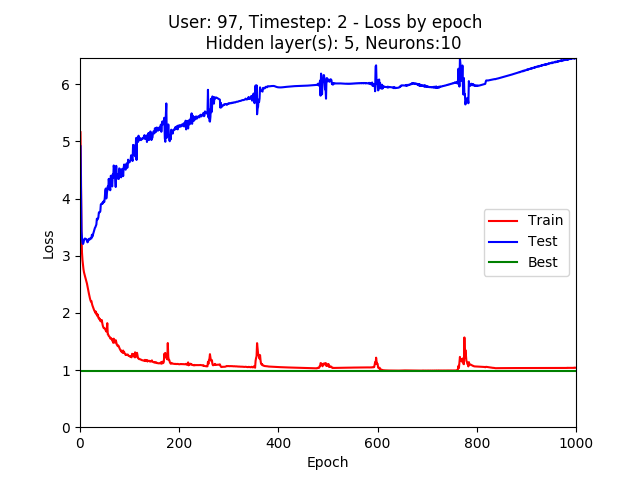 User: 97, Timestep: 2 - Loss by epoch
Hidden layer(s): 5, Neurons:10
6
5
4
3
2
1
0
Loss
Train
Test
Best
0 200 400 600 800 1000
Epoch